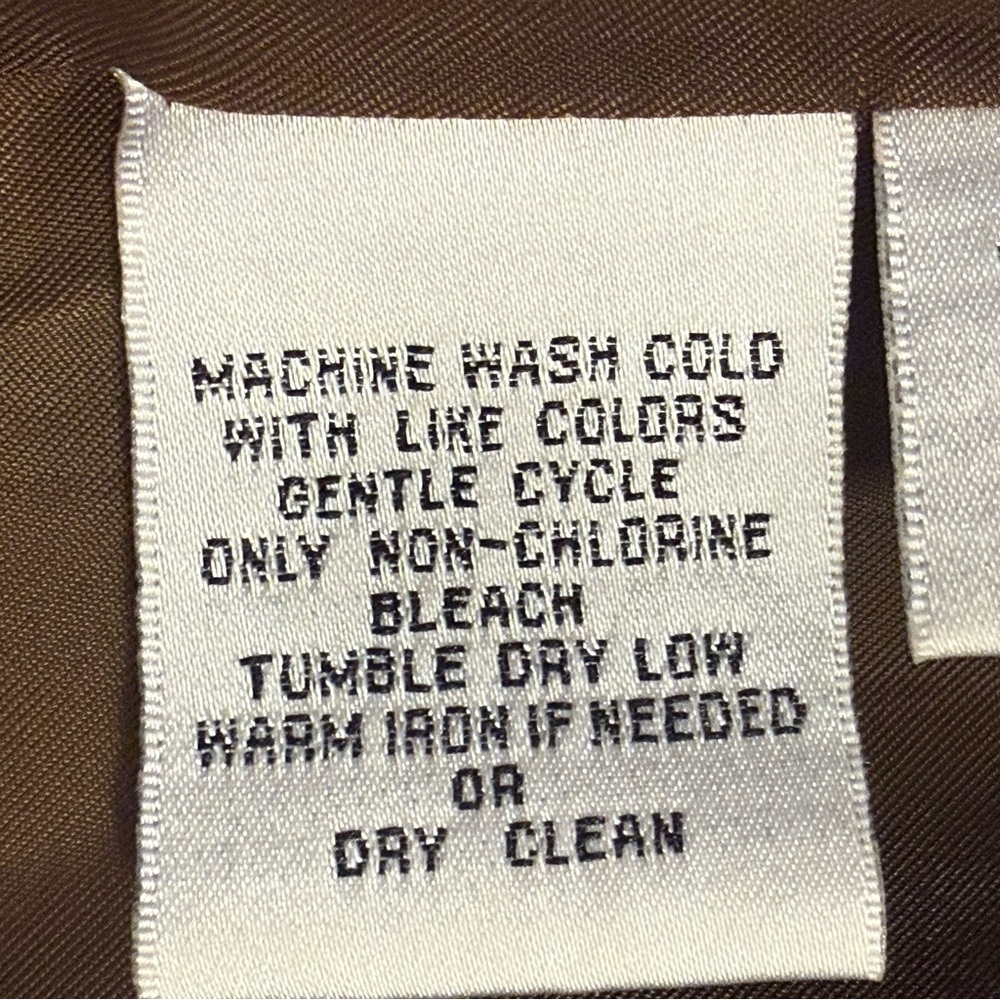 MACHINE WASH COLD
WITH LIKE COLORS
GENTLE CYCLE
ONLY NON-CHLORINE
BLEACH
TUMBLE DRY LOW
WARM IRON IF NEEDED
OR
DRY CLEAN